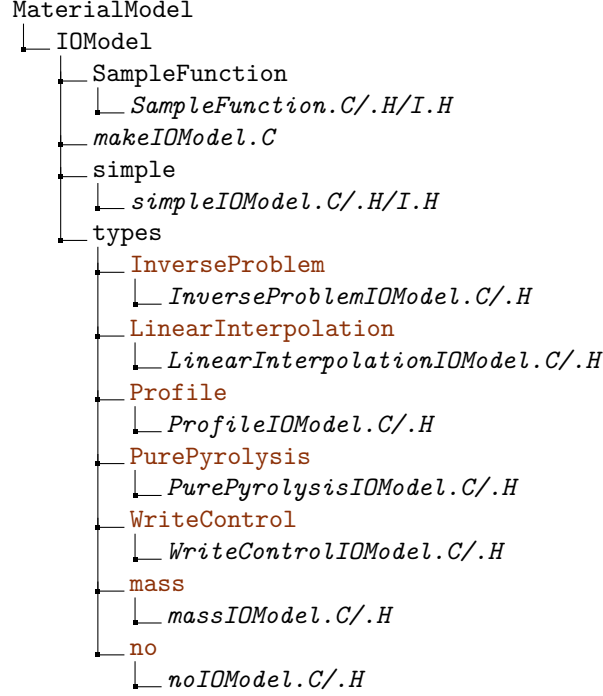 MaterialModel
IOModel
SampleFunction
SampleFunction.C/.H/I.H
makeIOModel.C
simple
simpleIOModel.C/.H/I.H
types
InverseProblem
InverseProblemIOModel.C/.H
LinearInterpolation
LinearInterpolationIOModel.C/.H
Profile
ProfileIOModel.C/.H
PurePyrolysis
PurePyrolysisIOModel.C/.H
WriteControl
WriteControlIOModel.C/.H
mass
massIOModel.C/.H
no
noIOModel.C/.H